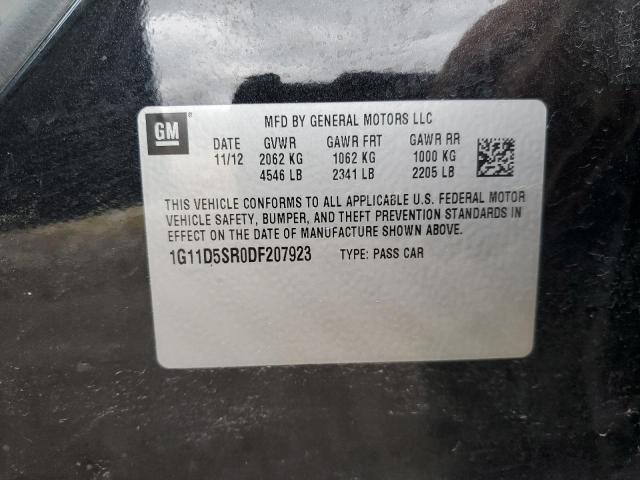 GM
MFD BY GENERAL MOTORS LLC
DATE GVWR GAWR FRT GAWR RR
11/12 2062 KG 1062 KG 1000 KG
4546 LB 2341 LB 2205 LB
THIS VEHICLE CONFORMS TO ALL APPLICABLE U.S. FEDERAL MOTOR
VEHICLE SAFETY, BUMPER, AND THEFT PREVENTION STANDARDS IN
EFFECT ON THE DATE OF MANUFACTURE SHOWN ABOVE.
1G11D5SR0DF207923 TYPE: PASS CAR